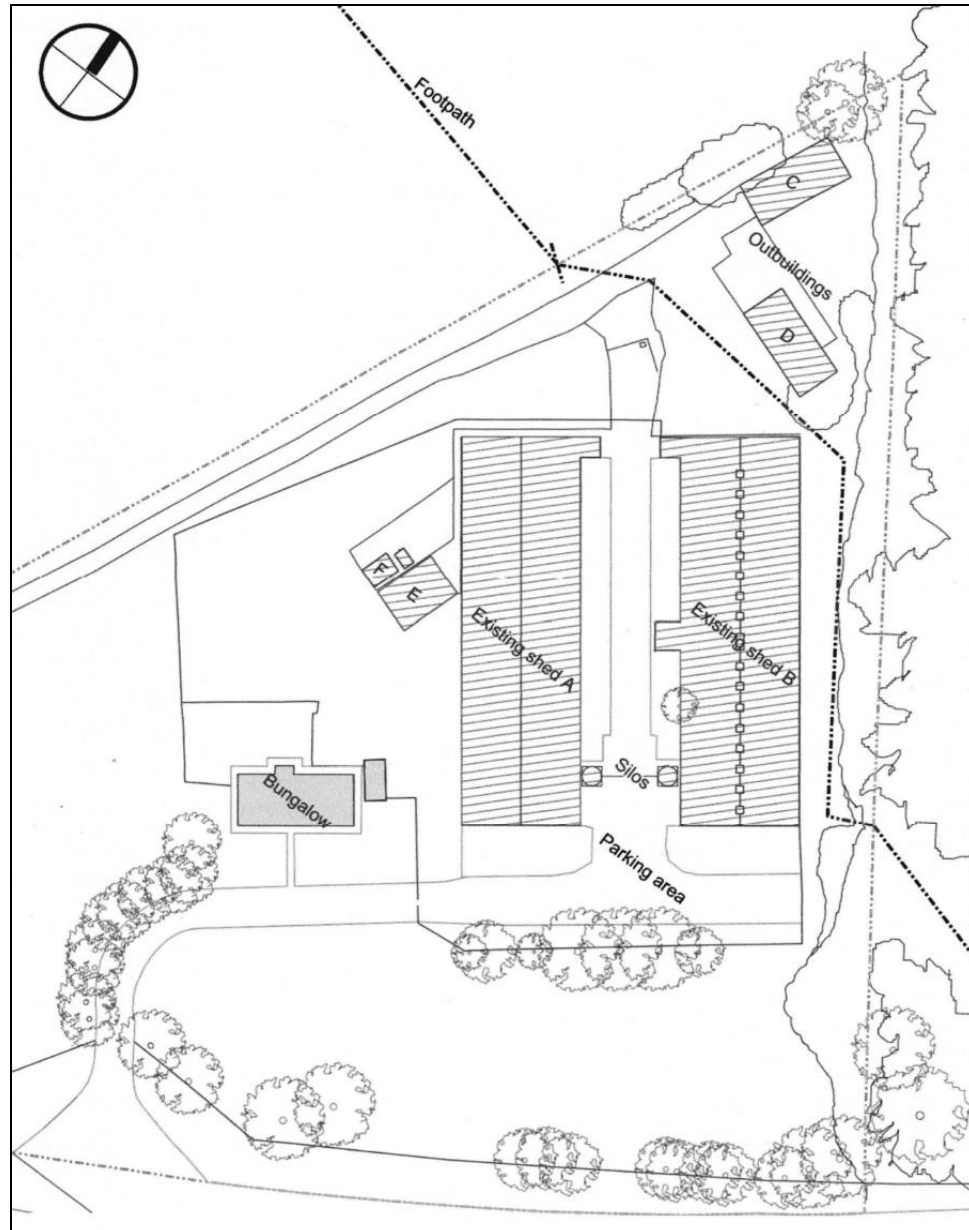 Footpath
C
Outbuildings
D
F
E
Existing shed A
Existing shed B
Silos
Bungalow
Parking area